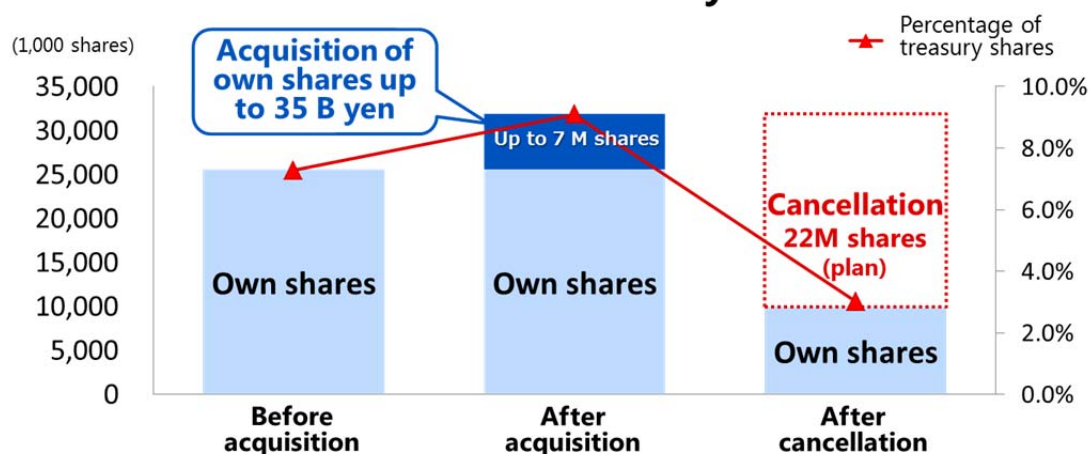 (1,000 shares)
Percentage of
treasury shares
Acquisition of
own shares up
to 35 B yen
35,000
30,000
25,000
20,000
15,000
10,000
5,000
0
10.0%
8.0%
6.0%
4.0%
2.0%
0.0%
Up to 7 M shares
Own shares
Own shares
Cancellation
22M shares
(plan)
Own shares
Before
acquisition
After
acquisition
After
cancellation